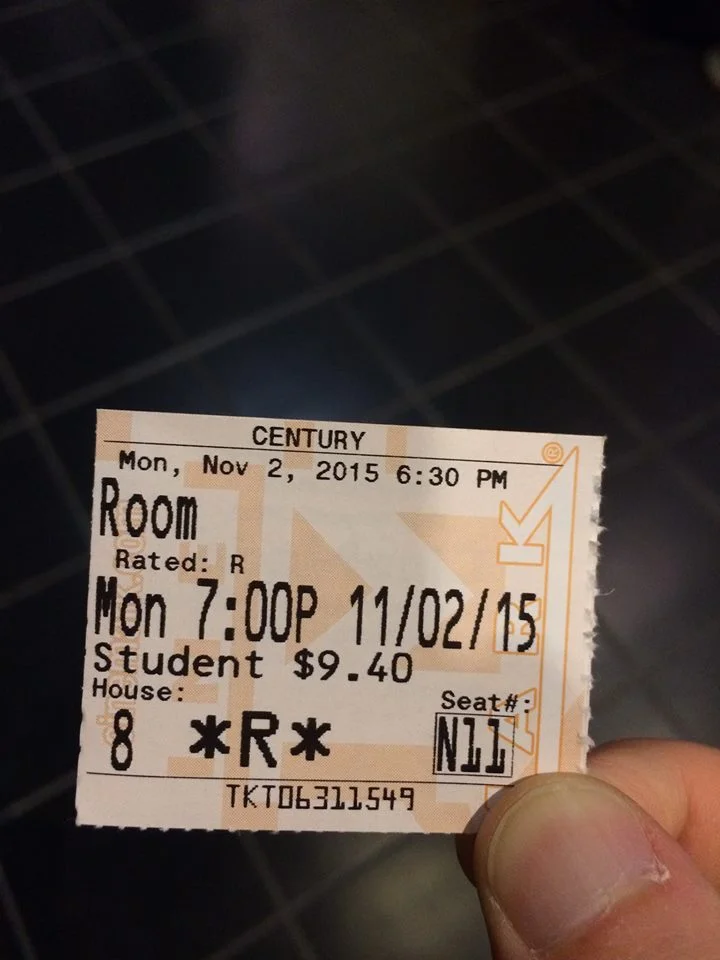 CENTURY
Mon, Nov 2, 2015 6:30 PM
Room
Rated: R
Mon 7:00P 11/02/15
Student $9.40
House:
Seat#:
8 *R* N11
TKT06311549